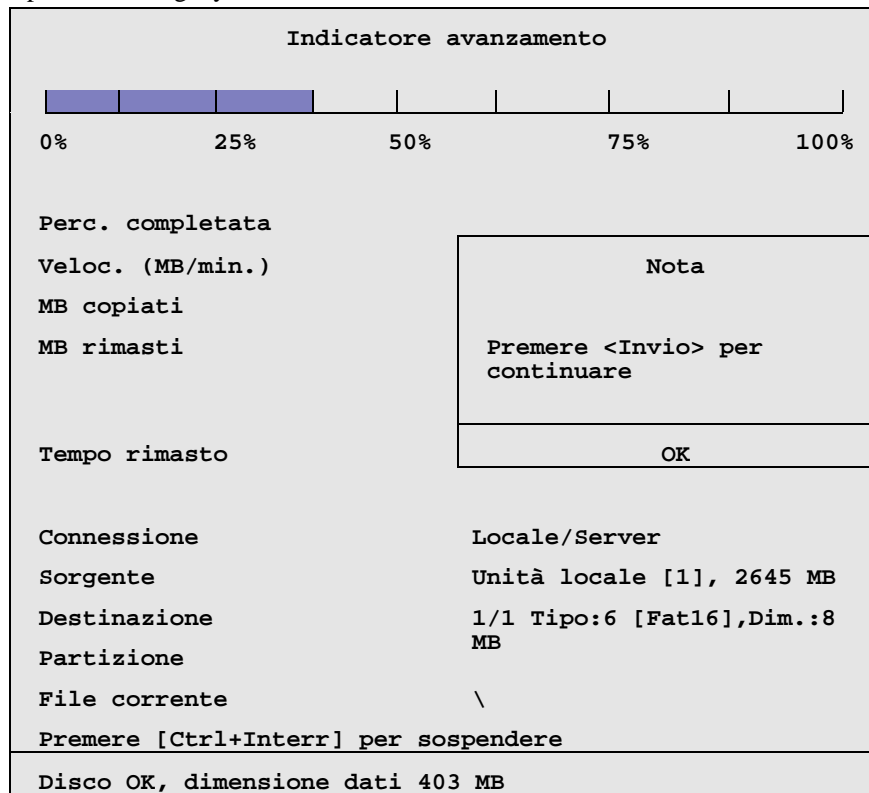 Indicatore avanzamento
0% 25% 50% 75% 100%
Perc. completata
Veloc. (MB/min.)
MB copiati
MB rimasti
Nota
Premere <Invio> per
continuare
OK
Tempo rimasto
Connessione Locale/Server
Sorgente Unità locale [1], 2645 MB
Destinazione 1/1 Tipo:6 [Fat16],Dim.:8
MB
Partizione
File corrente \
Premere [Ctrl+Interr] per sospendere
Disco OK, dimensione dati 403 MB